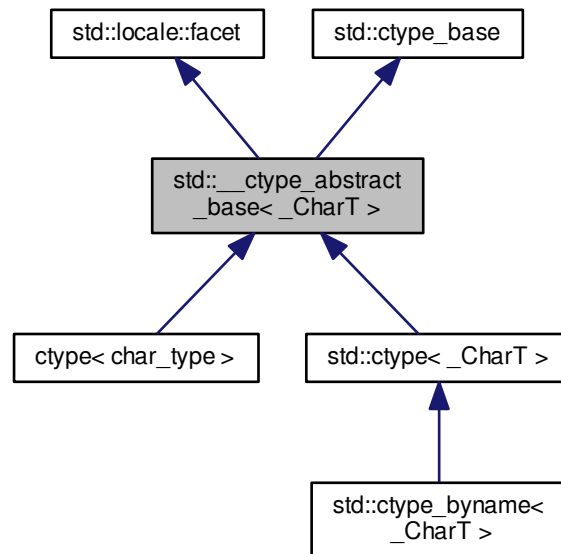 std::locale::facet
std::ctype_base
std::__ctype_abstract
_base< _CharT >
ctype< char_type >
std::ctype< _CharT >
std::ctype_byname<
_CharT >